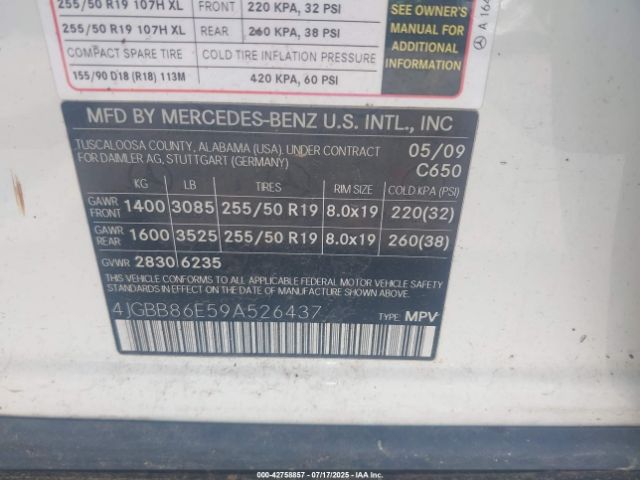 255/50 R19 107H XL FRONT 220 KPA, 32 PSI
255/50 R19 107H XL REAR 260 KPA, 38 PSI
COMPACT SPARE TIRE COLD TIRE INFLATION PRESSURE
155/90 D18 (R18) 113M 420 KPA, 60 PSI
SEE OWNER'S
MANUAL FOR
ADDITIONAL
INFORMATION
A 164
MFD BY MERCEDES-BENZ U.S. INTL., INC
TUSCALOOSA COUNTY, ALABAMA (USA). UNDER CONTRACT
FOR DAIMLER AG, STUTTGART (GERMANY)
05/09
C650
KG LB TIRES RIM SIZE COLD KPA (PSI)
GAWR
FRONT 1400 3085 255/50 R19 8.0x19 220(32)
GAWR
REAR 1600 3525 255/50 R19 8.0x19 260(38)
GVWR 2830 6235
THIS VEHICLE CONFORMS TO ALL APPLICABLE FEDERAL MOTOR VEHICLE SAFETY
STANDARDS IN EFFECT ON THE DATE OF MANUFACTURE SHOWN ABOVE.
4JGBB86E59A526437 TYPE: MPV
000-42758857 | 07/17/2025 - IAAI.COM